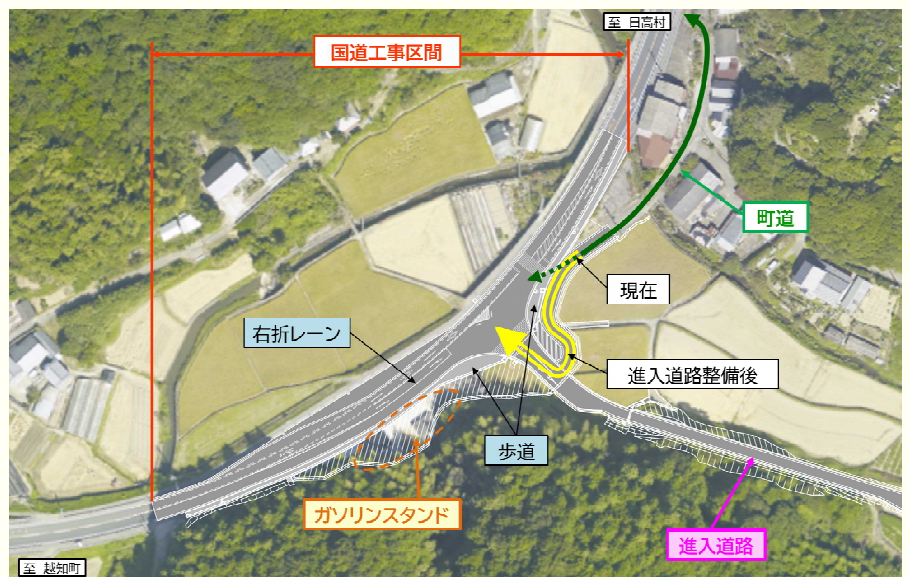 至 日高村
国道工事区間
町道
現在
右折レーン
進入道路整備後
歩道
ガソリンスタンド
進入道路
至 越知町